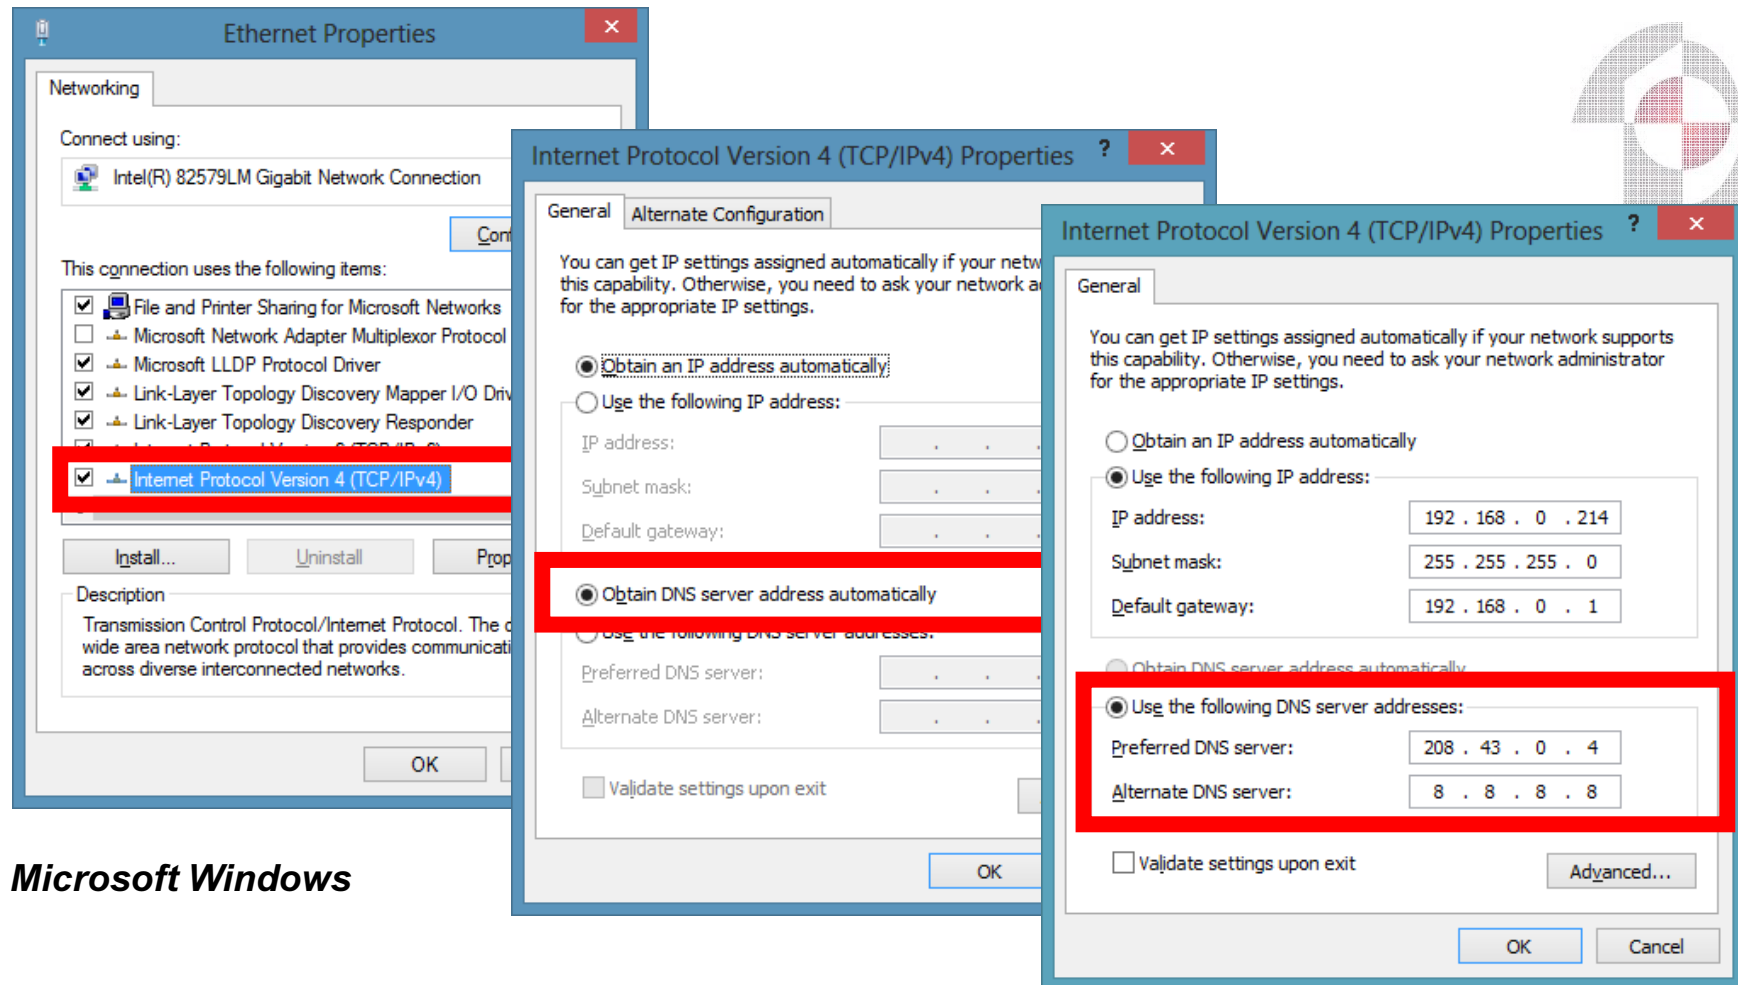 Ethernet Properties
Networking
Connect using:
Intel(R) 82579LM Gigabit Network Connection
This connection uses the following items:
File and Printer Sharing for Microsoft Networks
Microsoft Network Adapter Multiplexor Protocol
Microsoft LLDP Protocol Driver
Link-Layer Topology Discovery Mapper I/O
Link-Layer Topology Discovery Responder
Internet Protocol Version 4 (TCP/IPv4)
Install...
Uninstall
Description
Transmission Control Protocol/Internet Protocol. The
wide area network protocol that provides
across diverse interconnected networks.
OK
Internet Protocol Version 4 (TCP/IPv4) Properties ?
General
Alternate Configuration
You can get IP settings assigned automatically if your
this capability. Otherwise, you need to ask your network
for the appropriate IP settings.
Obtain an IP address automatically
Use the following IP address:
IP address:
Subnet mask:
Default gateway:
Obtain DNS server address automatically
Use the following DNS server addresses:
Preferred DNS server:
Alternate DNS server:
Validate settings upon exit
OK
Internet Protocol Version 4 (TCP/IPv4) Properties ?
General
You can get IP settings assigned automatically if your network supports
this capability. Otherwise, you need to ask your network administrator
for the appropriate IP settings.
Obtain an IP address automatically
Use the following IP address:
IP address: 192 . 168 . 0 . 214
Subnet mask: 255 . 255 . 255 . 0
Default gateway: 192 . 168 . 0 . 1
Obtain DNS server address automatically
Use the following DNS server addresses:
Preferred DNS server: 208 . 43 . 0 . 4
Alternate DNS server: 8 . 8 . 8 . 8
Validate settings upon exit
Advanced...
OK
Cancel
Microsoft Windows